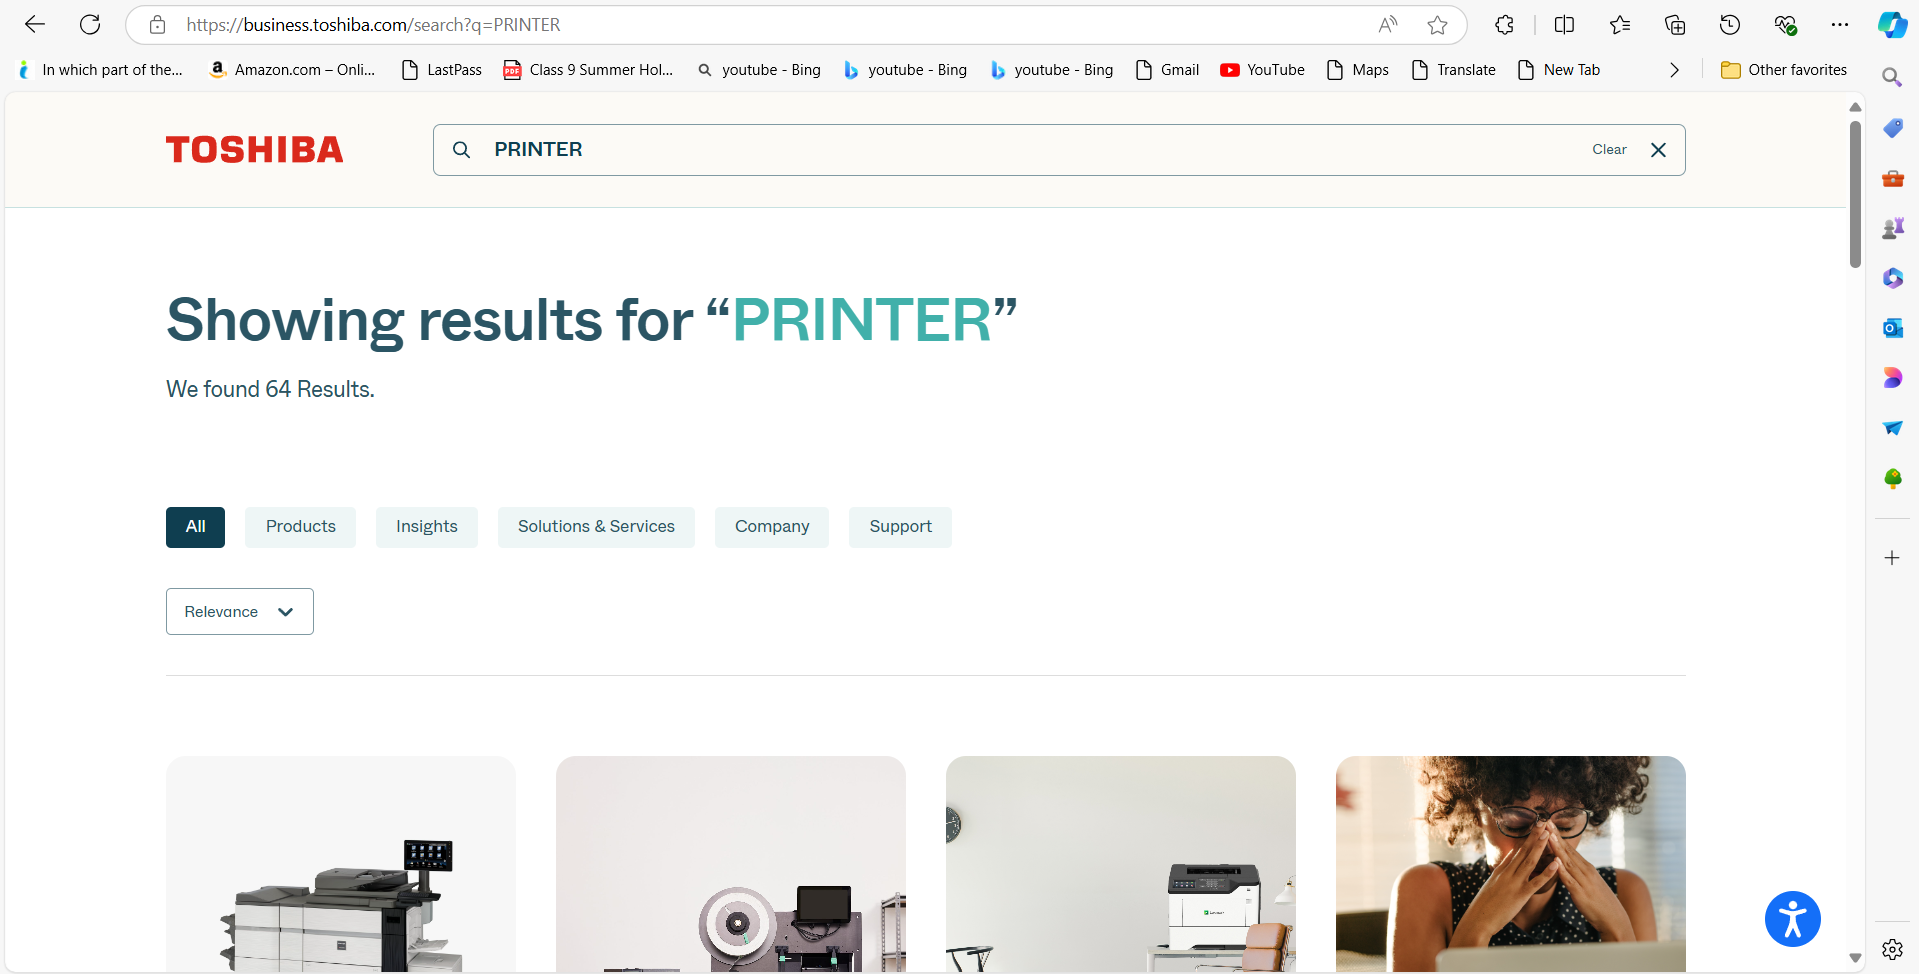 https://business.toshiba.com/search?q=PRINTER
In which part of the... Amazon.com – Onli... LastPass Class 9 Summer Hol... youtube - Bing youtube - Bing youtube - Bing Gmail YouTube Maps Translate New Tab Other favorites
TOSHIBA
PRINTER
Clear
Showing results for “PRINTER”
We found 64 Results.
All Products Insights Solutions & Services Company Support
Relevance